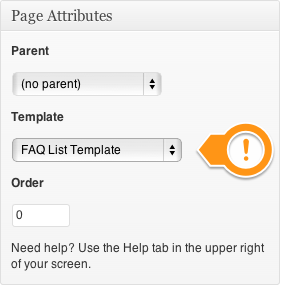 Page Attributes
Parent
(no parent)
Template
FAQ List Template
!
Order
0
Need help? Use the Help tab in the upper right
of your screen.